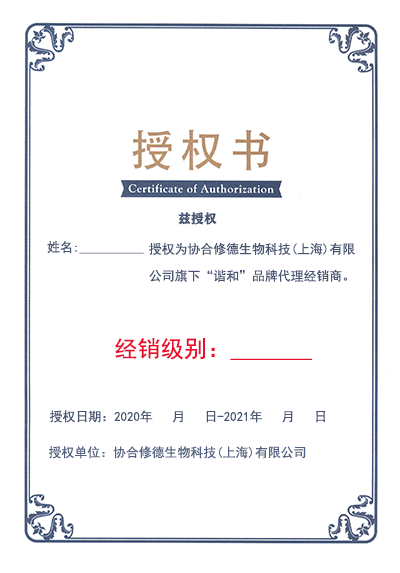 授权书
Certificate of Authorization
兹授权
姓名:________ 授权为协合修德生物科技(上海)有限
公司旗下“谐和”品牌代理经销商。
经销级别：______
授权日期: 2020年 月 日-2021年 月 日
授权单位: 协合修德生物科技(上海)有限公司